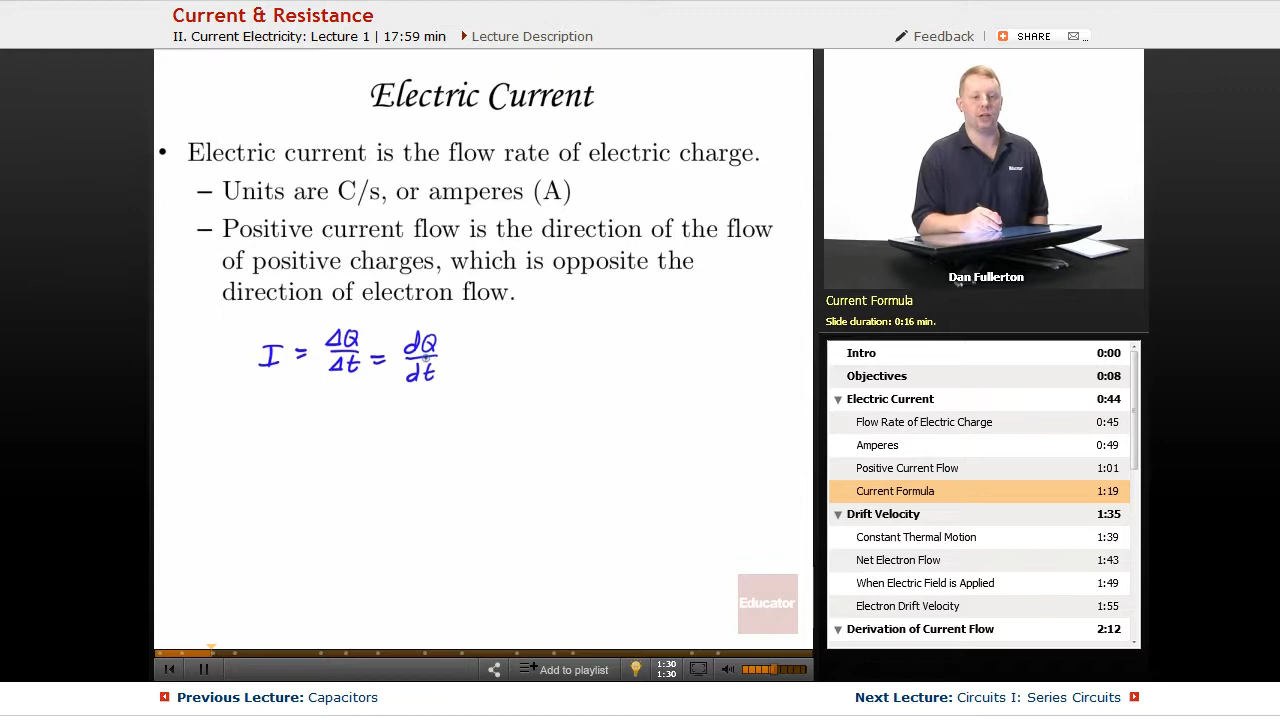 Current & Resistance
II. Current Electricity: Lecture 1 | 17:59 min
Lecture Description
Feedback
SHARE
Electric Current
• Electric current is the flow rate of electric charge.
– Units are C/s, or amperes (A)
– Positive current flow is the direction of the flow
of positive charges, which is opposite the
direction of electron flow.
I = ΔQ/Δt = dQ/dt
Educator
Dan Fullerton
Current Formula
Slide duration: 0:16 min.
Intro 0:00
Objectives 0:08
Electric Current 0:44
Flow Rate of Electric Charge 0:45
Amperes 0:49
Positive Current Flow 1:01
Current Formula 1:19
Drift Velocity 1:35
Constant Thermal Motion 1:39
Net Electron Flow 1:43
When Electric Field is Applied 1:49
Electron Drift Velocity 1:55
Derivation of Current Flow 2:12
Add to playlist
1:30
1:30
Previous Lecture: Capacitors
Next Lecture: Circuits I: Series Circuits